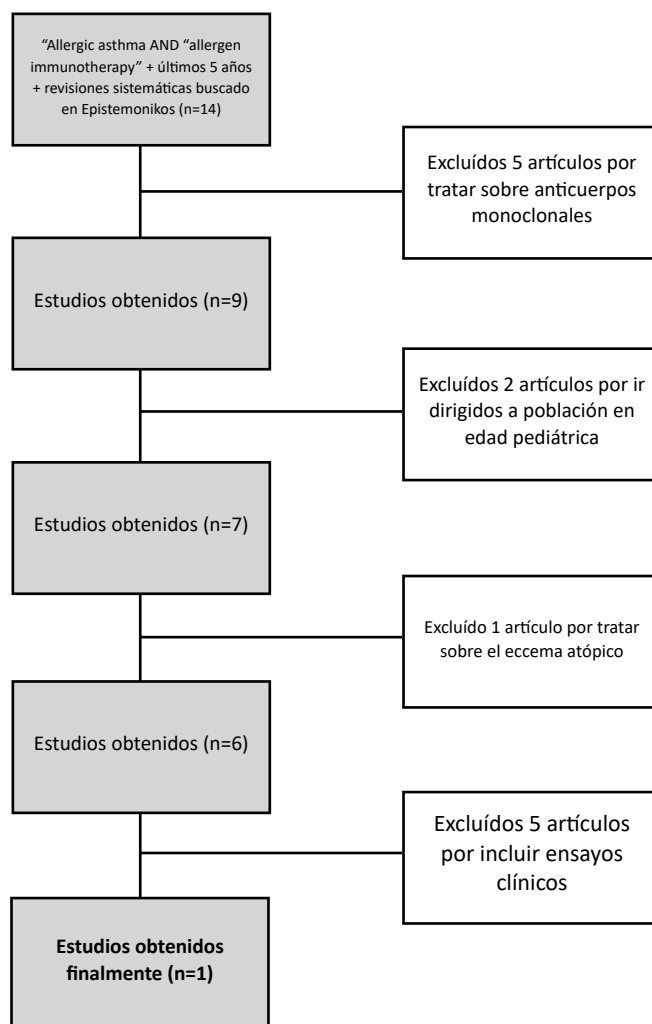 “Allergic asthma AND “allergen
immunotherapy” + últimos 5 años
+ revisiones sistemáticas buscado
en Epistemonikos (n=14)
Excluídos 5 artículos por
tratar sobre anticuerpos
monoclonales
Estudios obtenidos (n=9)
Excluídos 2 artículos por ir
dirigidos a población en
edad pediátrica
Estudios obtenidos (n=7)
Excluído 1 artículo por tratar
sobre el eccema atópico
Estudios obtenidos (n=6)
Excluídos 5 artículos
por incluir ensayos
clínicos
Estudios obtenidos
finalmente (n=1)